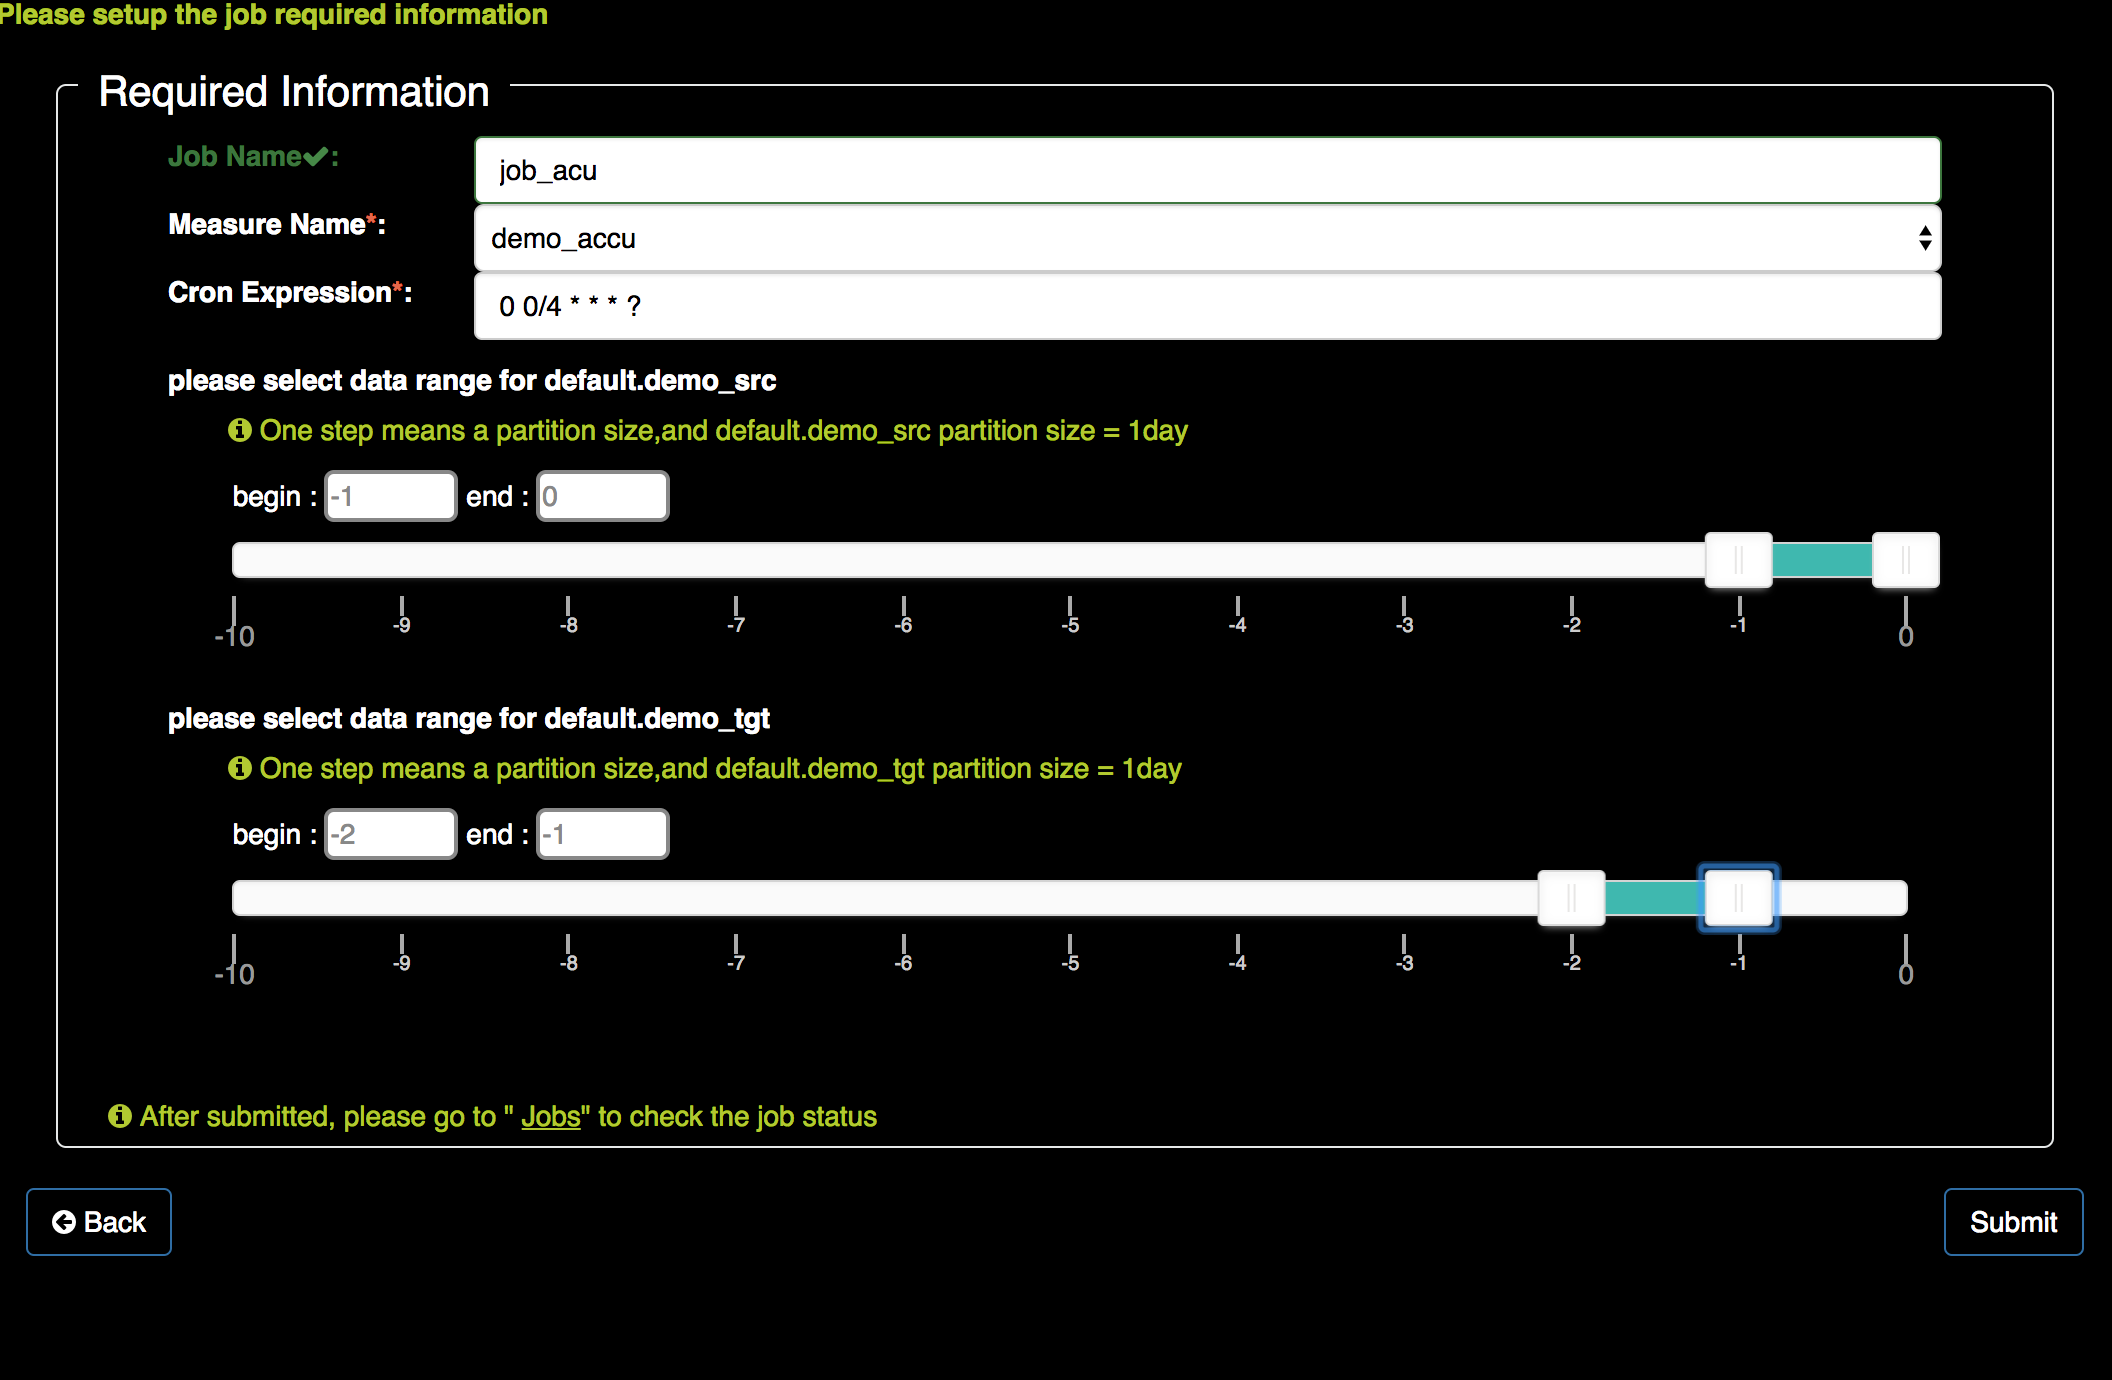 Please setup the job required information
Required Information
Job Name✔:
job_acu
Measure Name*:
demo_accu
Cron Expression*:
0 0/4 * * * ?
please select data range for default.demo_src
One step means a partition size,and default.demo_src partition size = 1day
begin : -1 end : 0
-10 -9 -8 -7 -6 -5 -4 -3 -2 -1 0
please select data range for default.demo_tgt
One step means a partition size,and default.demo_tgt partition size = 1day
begin : -2 end : -1
-10 -9 -8 -7 -6 -5 -4 -3 -2 -1 0
After submitted, please go to " Jobs" to check the job status
Back
Submit